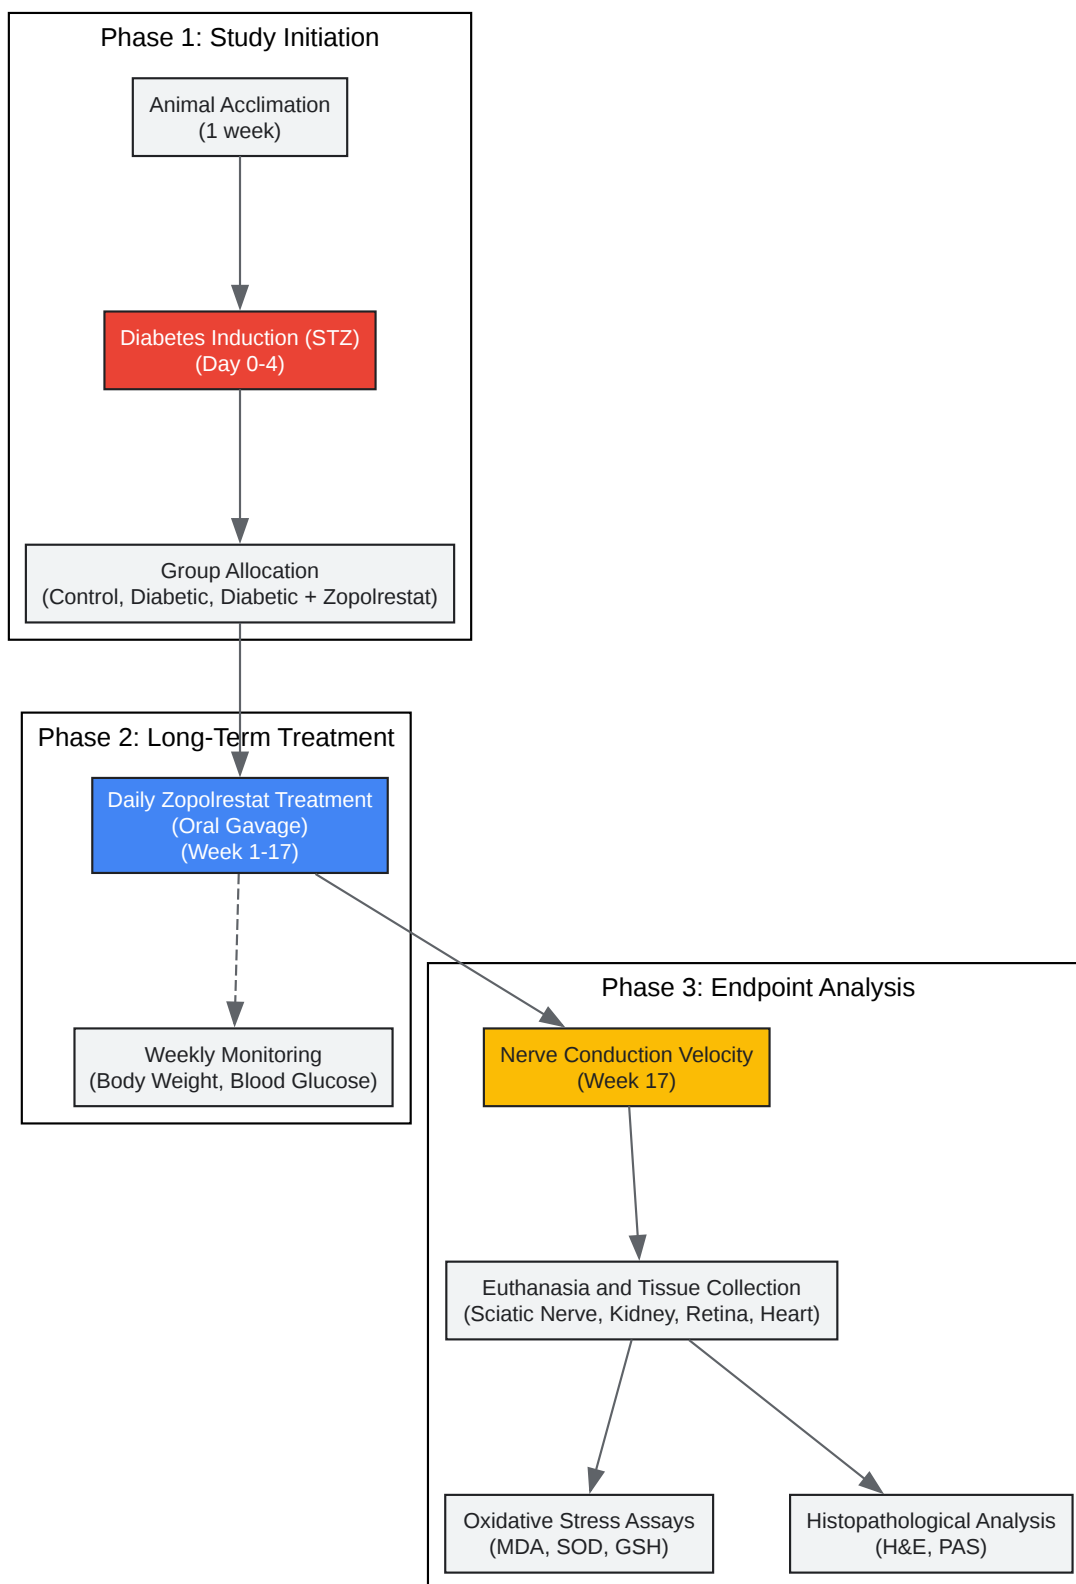 Phase 1: Study Initiation
Animal Acclimation
(1 week)
Diabetes Induction (STZ)
(Day 0-4)
Group Allocation
(Control, Diabetic, Diabetic + Zopolrestat)
Phase 2: Long-Term Treatment
Daily Zopolrestat Treatment
(Oral Gavage)
(Week 1-17)
Weekly Monitoring
(Body Weight, Blood Glucose)
Phase 3: Endpoint Analysis
Nerve Conduction Velocity
(Week 17)
Euthanasia and Tissue Collection
(Sciatic Nerve, Kidney, Retina, Heart)
Oxidative Stress Assays
(MDA, SOD, GSH)
Histopathological Analysis
(H&E, PAS)